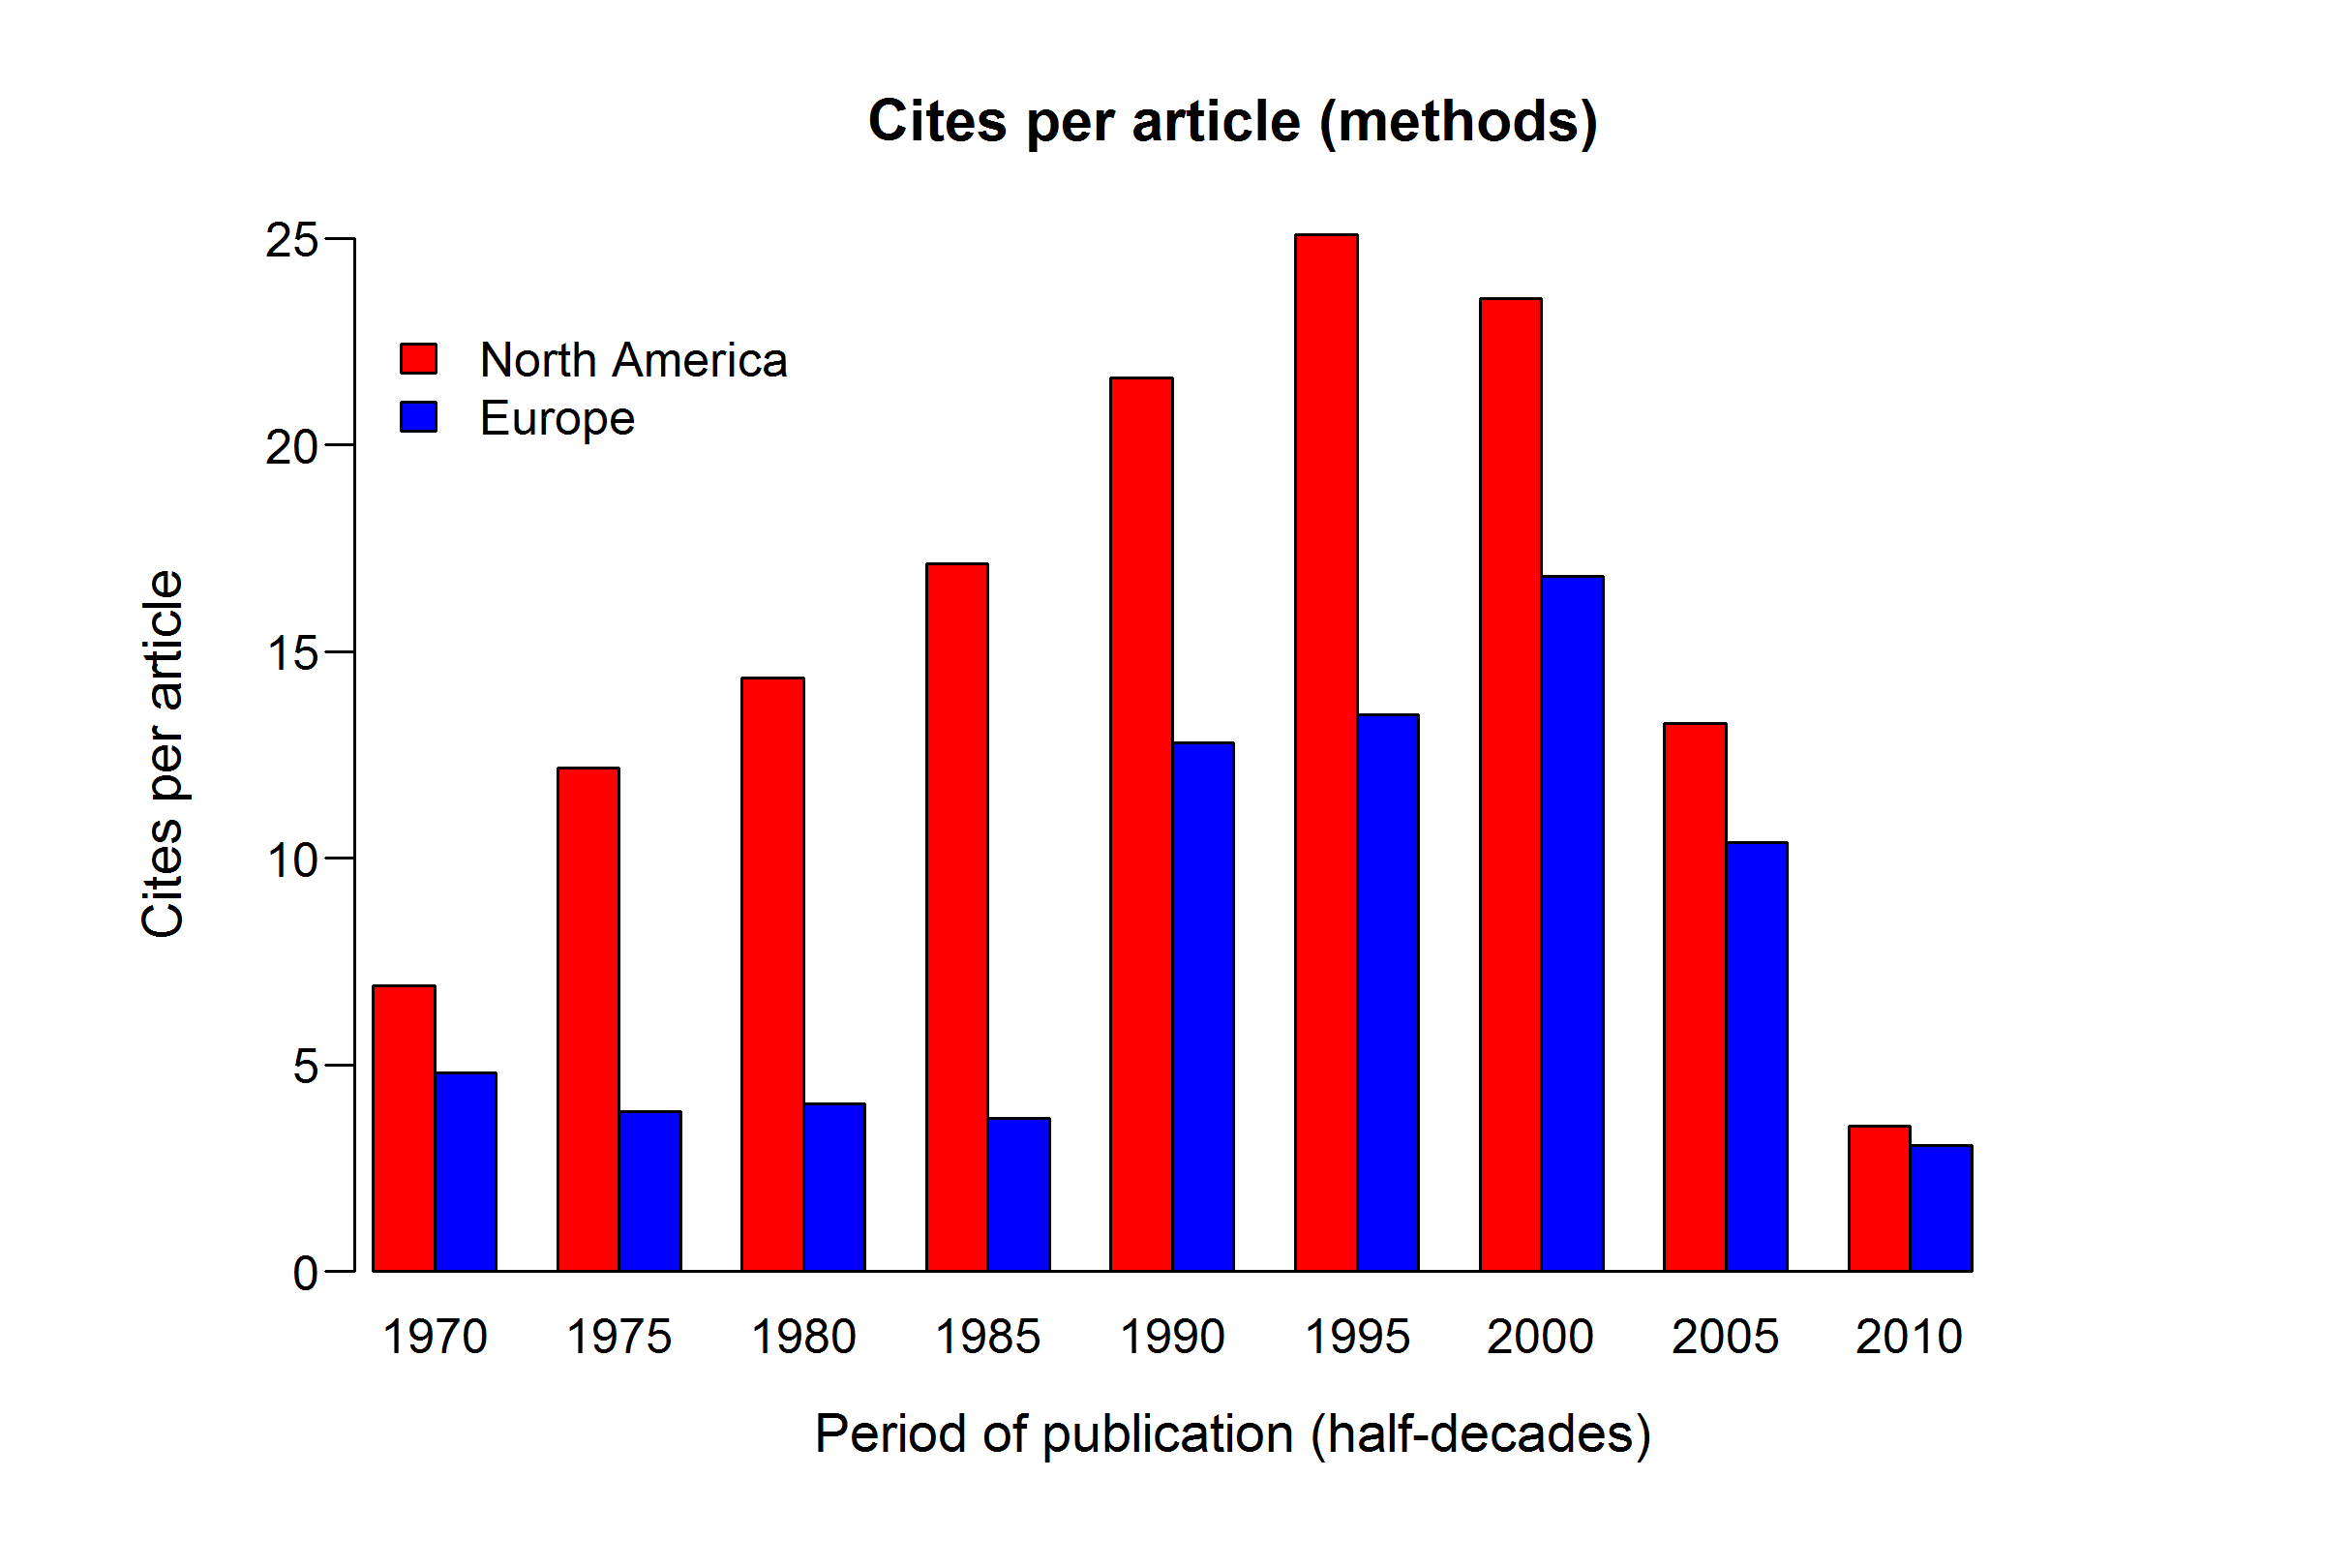 Cites per article (methods)
25
20
15
10
5
0
Cites per article
North America
Europe
1970 1975 1980 1985 1990 1995 2000 2005 2010
Period of publication (half-decades)